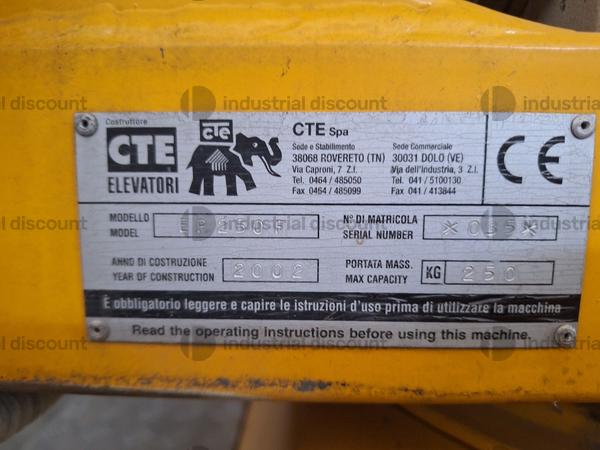 Costruttore
CTE
ELEVATORI
cte
CTE Spa
Sede e Stabilimento
38068 ROVERETO (TN)
Via Caproni, 7 Z.I.
Tel. 0464 / 485050
Fax 0464 / 485099
Sede Commerciale
30031 DOLO (VE)
Via dell'industria, 3 Z.I.
Tel. 041 / 5100130
Fax 041 / 413844
CE
MODELLO
MODEL
N° DI MATRICOLA
SERIAL NUMBER
*035*
ANNO DI COSTRUZIONE
YEAR OF CONSTRUCTION
2002
PORTATA MASS.
MAX CAPACITY
KG
250
È obbligatorio leggere e capire le istruzioni d'uso prima di utilizzare la macchina
Read the operating instructions before using this machine.
industrial discount